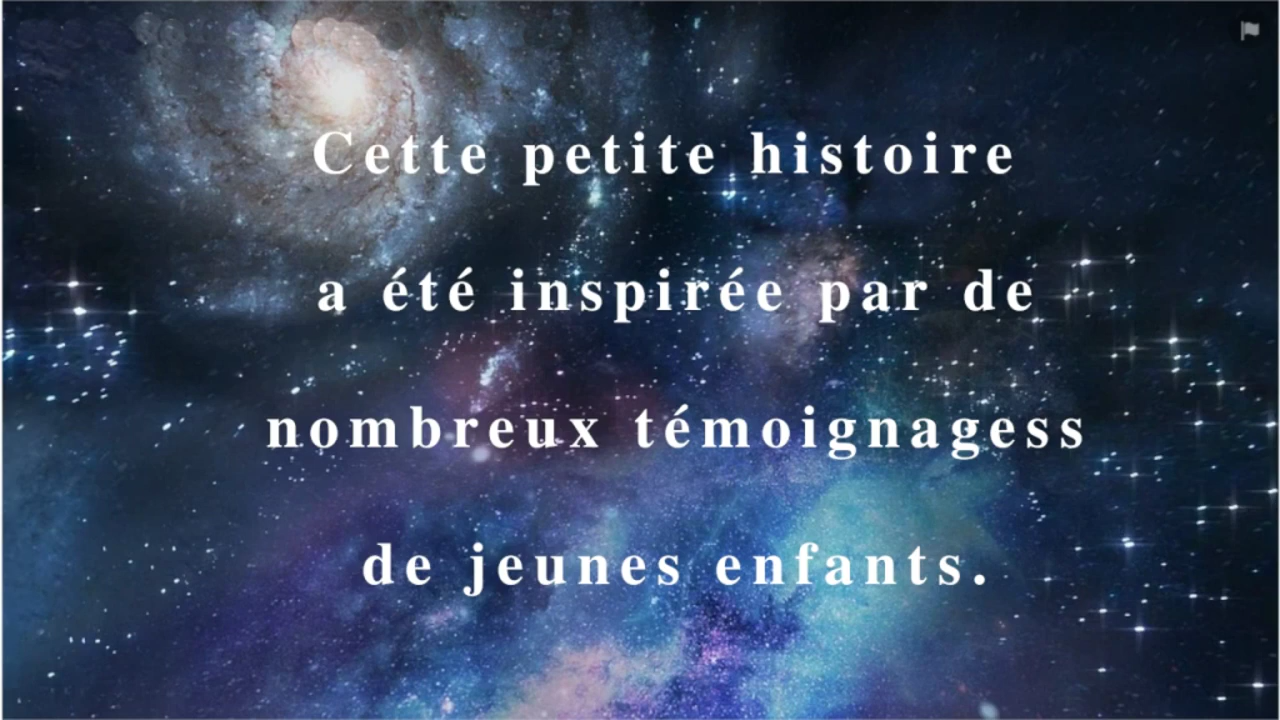 Cette petite histoire
a été inspirée par de
nombreux témoignagess
de jeunes enfants.